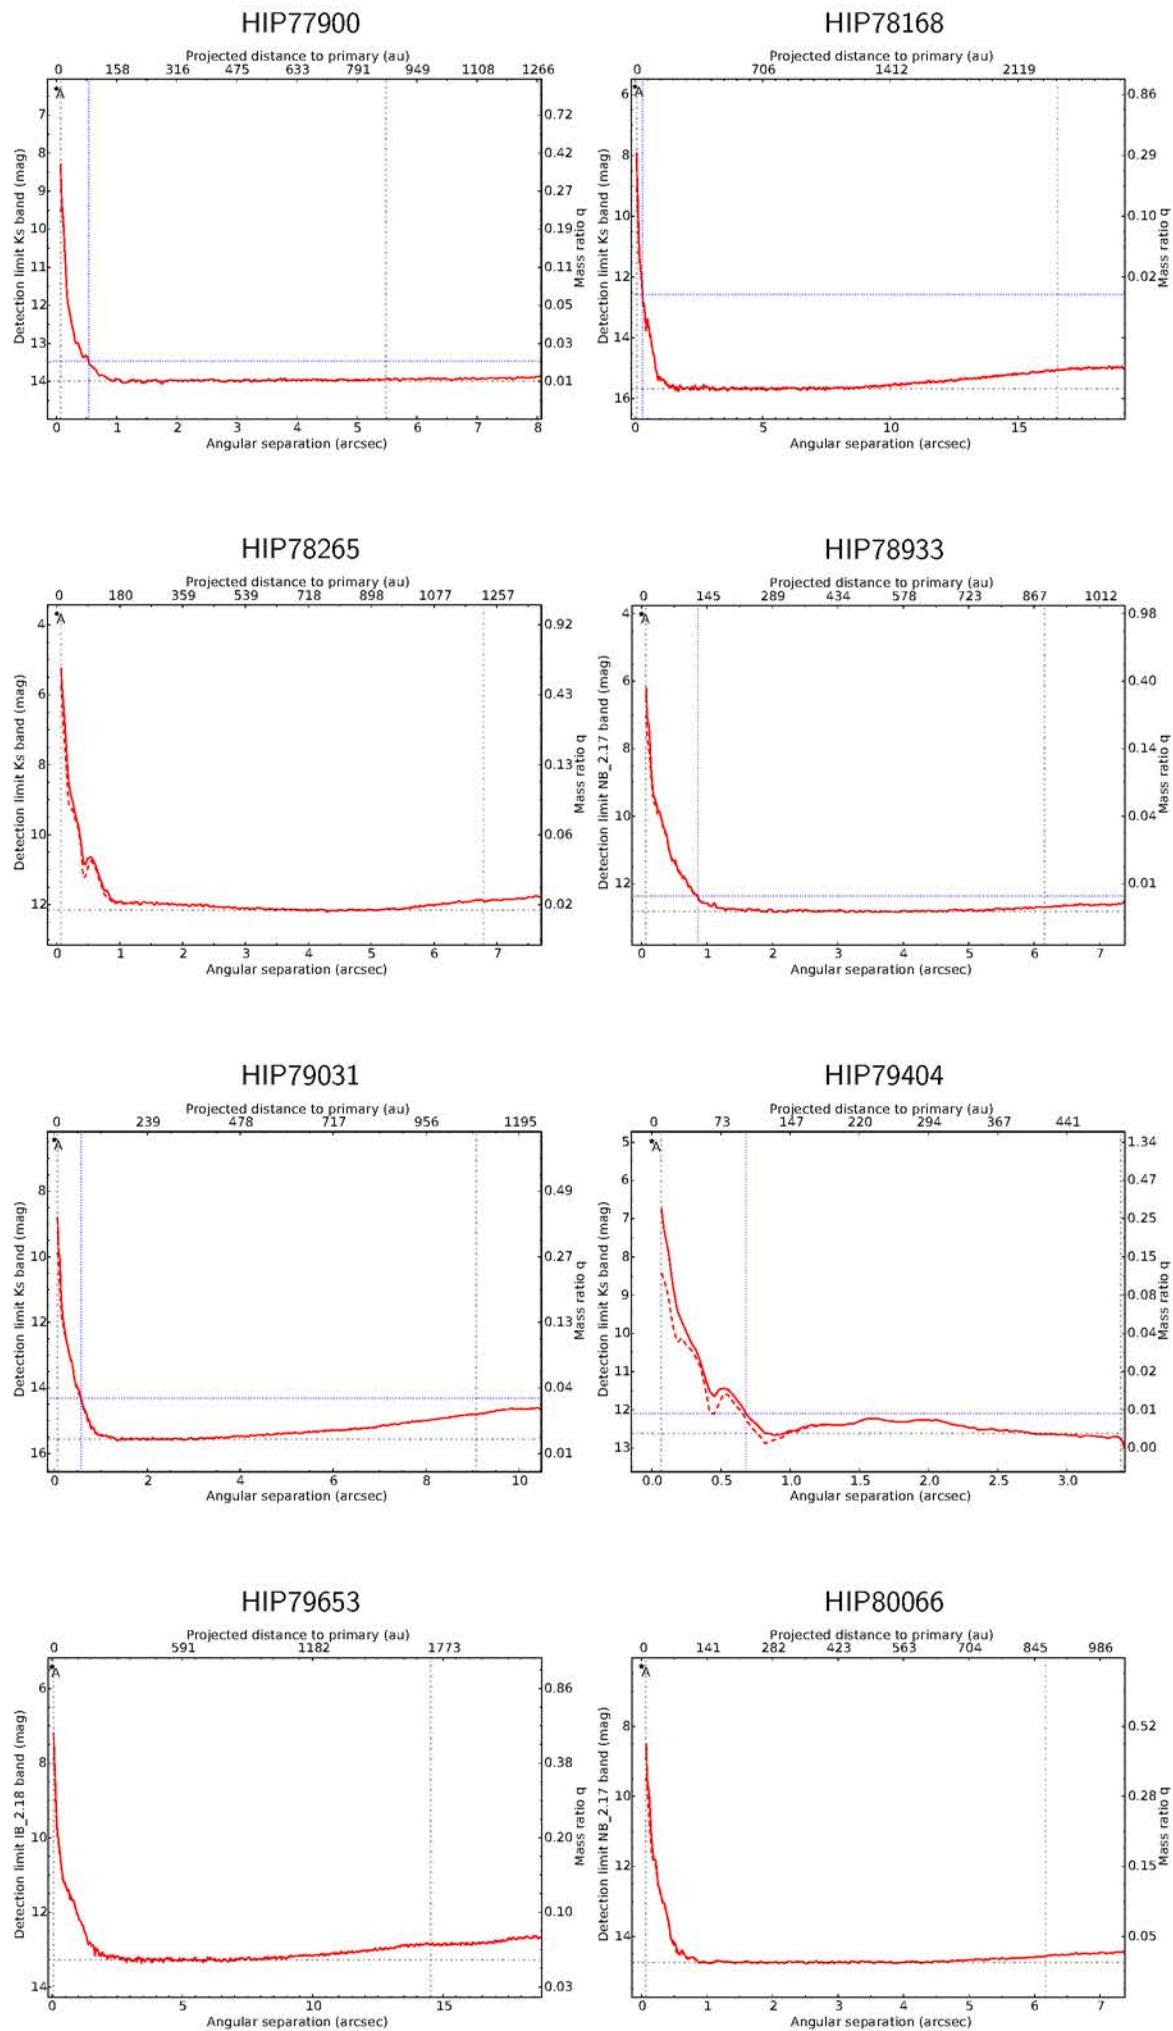 HIP77900
Projected distance to primary (au)
0 158 316 475 633 791 949 1108 1266
A
7
8
9
10
11
12
13
14
Detection limit Ks band (mag)
0.72
0.42
0.27
0.19
0.11
0.05
0.03
0.01
Mass ratio q
0 1 2 3 4 5 6 7 8
Angular separation (arcsec)
HIP78168
Projected distance to primary (au)
0 706 1412 2119
A
6
8
10
12
14
16
Detection limit Ks band (mag)
0.86
0.29
0.10
0.02
Mass ratio q
0 5 10 15
Angular separation (arcsec)
HIP78265
Projected distance to primary (au)
0 180 359 539 718 898 1077 1257
A
4
6
8
10
12
Detection limit Ks band (mag)
0.92
0.43
0.13
0.06
0.02
Mass ratio q
0 1 2 3 4 5 6 7
Angular separation (arcsec)
HIP78933
Projected distance to primary (au)
0 145 289 434 578 723 867 1012
A
4
6
8
10
12
Detection limit NB_2.17 band (mag)
0.98
0.40
0.14
0.04
0.01
Mass ratio q
0 1 2 3 4 5 6 7
Angular separation (arcsec)
HIP79031
Projected distance to primary (au)
0 239 478 717 956 1195
A
8
10
12
14
16
Detection limit Ks band (mag)
0.49
0.27
0.13
0.04
0.01
Mass ratio q
0 2 4 6 8 10
Angular separation (arcsec)
HIP79404
Projected distance to primary (au)
0 73 147 220 294 367 441
A
5
6
7
8
9
10
11
12
13
Detection limit Ks band (mag)
1.34
0.47
0.25
0.15
0.08
0.04
0.02
0.01
0.00
Mass ratio q
0.0 0.5 1.0 1.5 2.0 2.5 3.0
Angular separation (arcsec)
HIP79653
Projected distance to primary (au)
0 591 1182 1773
A
6
8
10
12
14
Detection limit IB_2.18 band (mag)
0.86
0.38
0.20
0.10
0.03
Mass ratio q
0 5 10 15
Angular separation (arcsec)
HIP80066
Projected distance to primary (au)
0 141 282 423 563 704 845 986
A
8
10
12
14
Detection limit NB_2.17 band (mag)
0.52
0.28
0.15
0.05
Mass ratio q
0 1 2 3 4 5 6 7
Angular separation (arcsec)